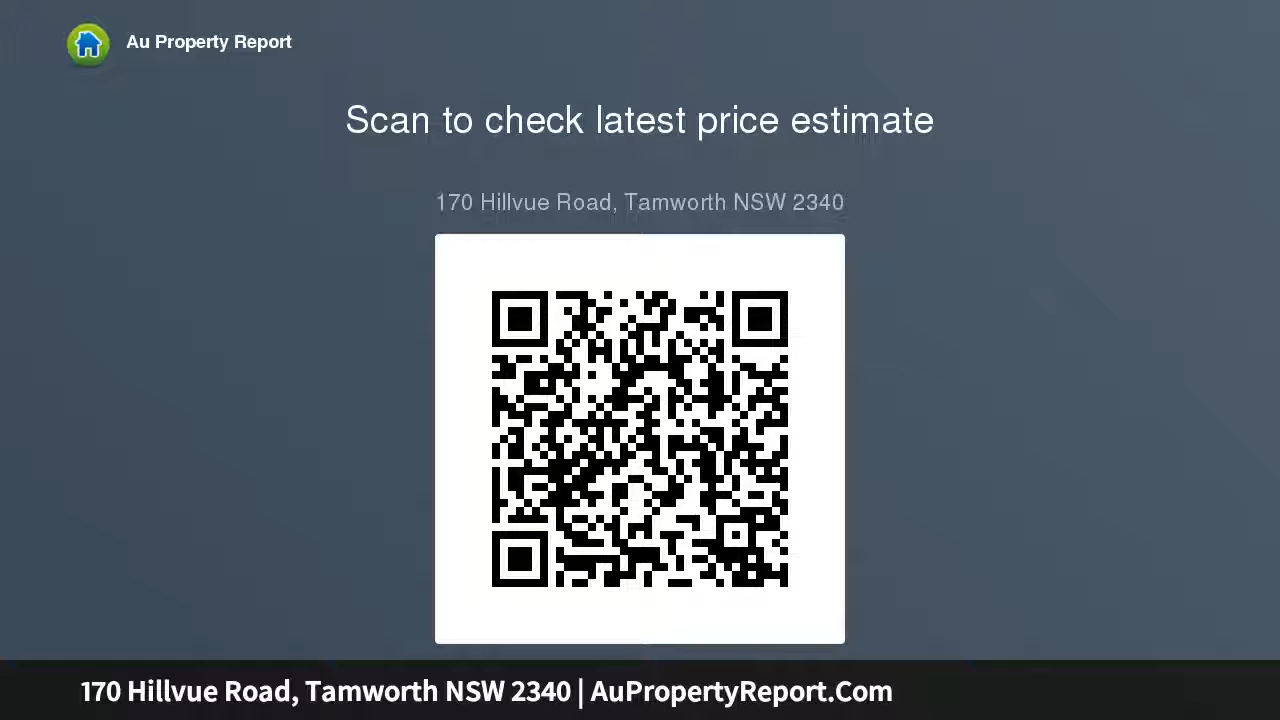 Au Property Report
Scan to check latest price estimate
170 Hillvue Road, Tamworth NSW 2340
170 Hillvue Road, Tamworth NSW 2340 | AuPropertyReport.Com